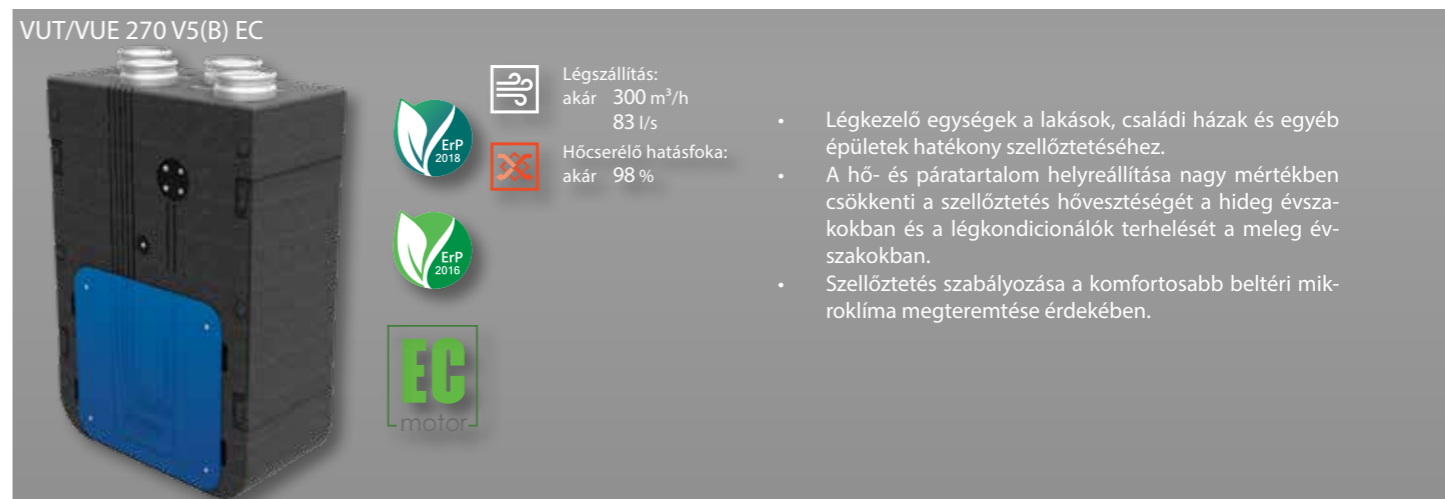 VUT/VUE 270 V5(B) EC
Légszállítás:
akár 300 m³/h
83 l/s
Hőcserélő hatásfoka:
akár 98 %
ErP
2018
ErP
2016
EC
motor
• Légkezelő egységek a lakások, családi házak és egyéb
épületek hatékony szellőztetéséhez.
• A hő- és páratartalom helyreállítása nagy mértékben
csökkenti a szellőztetés hővesztéségét a hideg évsza-
kokban és a légkondicionálók terhelését a meleg év-
szakokban.
• Szellőztetés szabályozása a komfortosabb beltéri mik-
roklíma megteremtése érdekében.